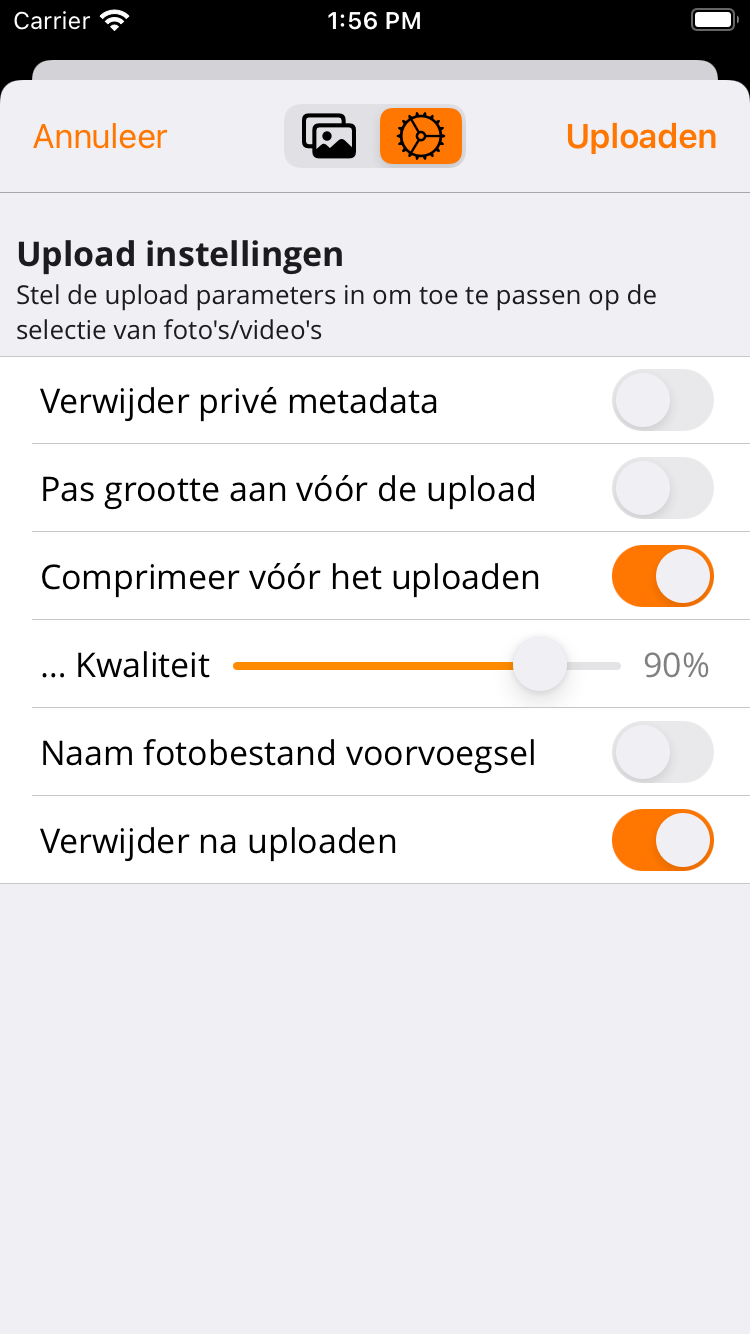 Carrier 1:56 PM
Annuleer Uploaden
Upload instellingen
Stel de upload parameters in om toe te passen op de
selectie van foto's/video's
Verwijder privé metadata
Pas grootte aan vóór de upload
Comprimeer vóór het uploaden
... Kwaliteit 90%
Naam fotobestand voorvoegsel
Verwijder na uploaden